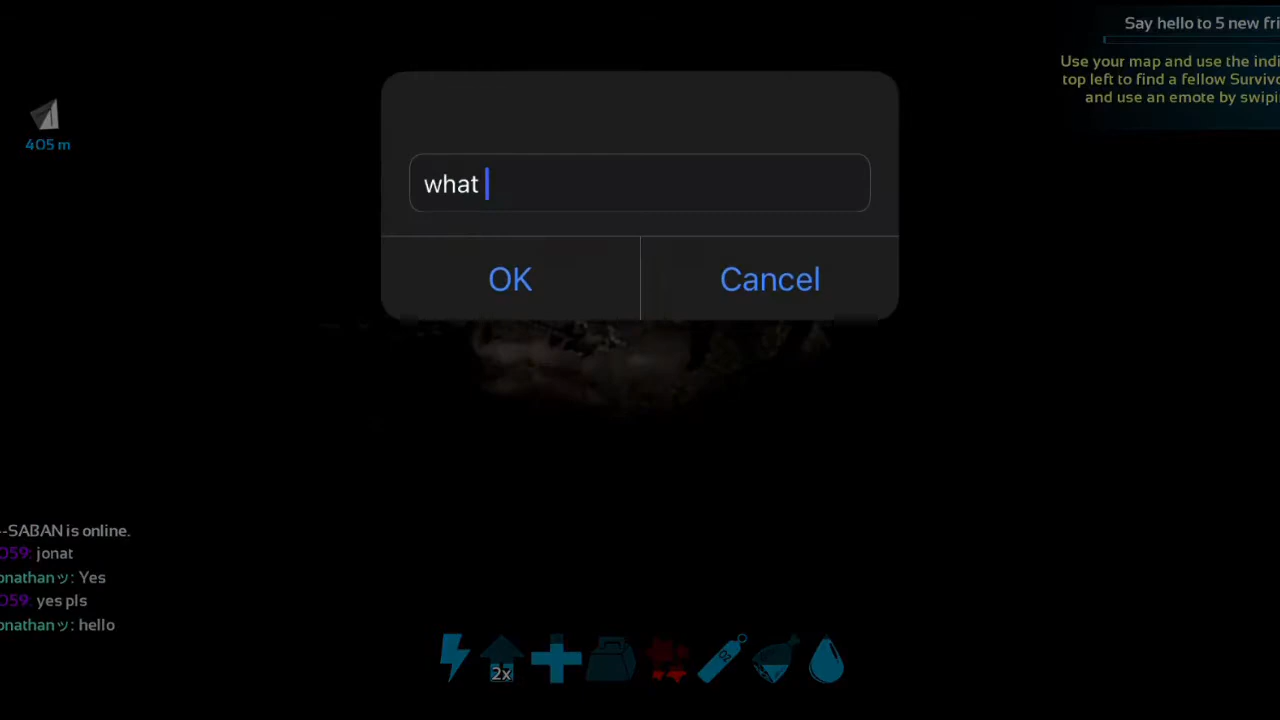 Say hello to 5 new fri
Use your map and use the indi
top left to find a fellow Surviv
and use an emote by swipi
405 m
what
OK
Cancel
--SABAN is online.
059: jonat
onathanッ: Yes
059: yes pls
onathanッ: hello
2x
O2